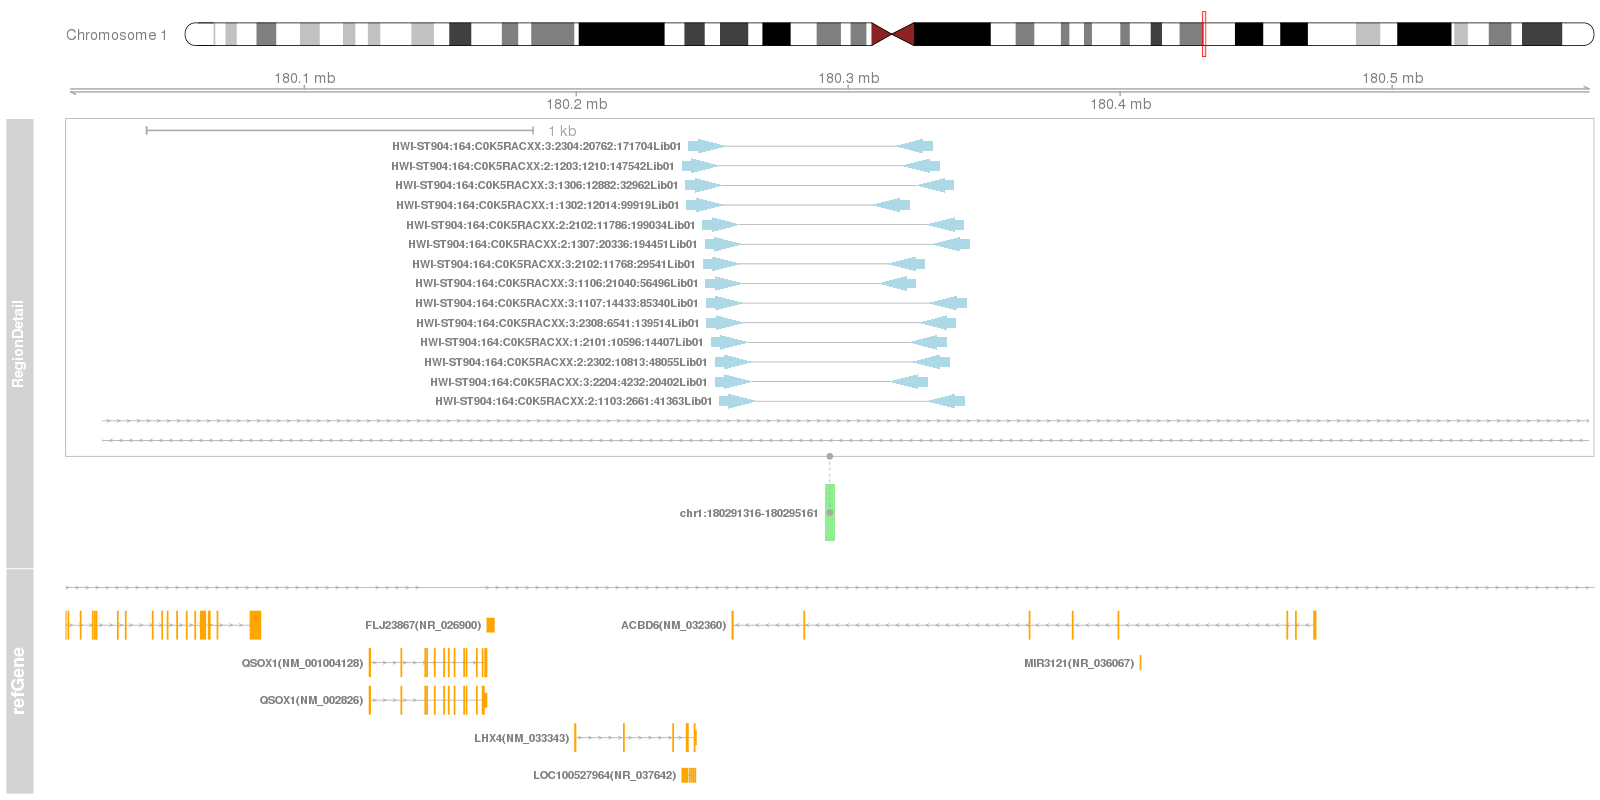 Chromosome 1
180.1 mb
180.3 mb
180.5 mb
180.2 mb
180.4 mb
RegionDetail
1 kb
HWI-ST904:164:C0K5RACXX:3:2304:20762:171704Lib01
HWI-ST904:164:C0K5RACXX:2:1203:1210:147542Lib01
HWI-ST904:164:C0K5RACXX:3:1306:12882:32962Lib01
HWI-ST904:164:C0K5RACXX:1:1302:12014:99919Lib01
HWI-ST904:164:C0K5RACXX:2:2102:11786:199034Lib01
HWI-ST904:164:C0K5RACXX:2:1307:20336:194451Lib01
HWI-ST904:164:C0K5RACXX:3:2102:11768:29541Lib01
HWI-ST904:164:C0K5RACXX:3:1106:21040:56496Lib01
HWI-ST904:164:C0K5RACXX:3:1107:14433:85340Lib01
HWI-ST904:164:C0K5RACXX:3:2308:6541:139514Lib01
HWI-ST904:164:C0K5RACXX:1:2101:10596:14407Lib01
HWI-ST904:164:C0K5RACXX:2:2302:10813:48055Lib01
HWI-ST904:164:C0K5RACXX:3:2204:4232:20402Lib01
HWI-ST904:164:C0K5RACXX:2:1103:2661:41363Lib01
chr1:180291316-180295161
refGene
FLJ23867(NR_026900)
ACBD6(NM_032360)
QSOX1(NM_001004128)
MIR3121(NR_036067)
QSOX1(NM_002826)
LHX4(NM_033343)
LOC100527964(NR_037642)